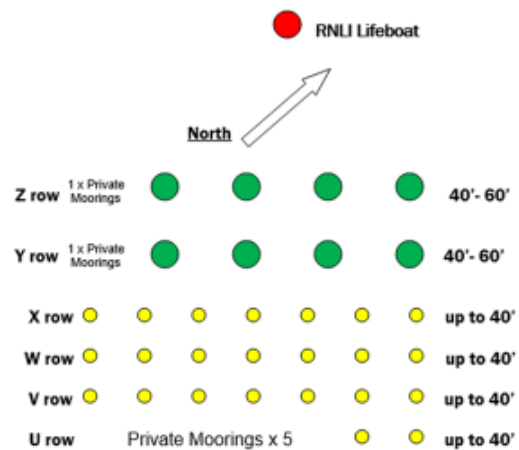 RNLI Lifeboat
North
Z row 1 x Private Moorings 40'- 60'
Y row 1 x Private Moorings 40'- 60'
X row up to 40'
W row up to 40'
V row up to 40'
U row Private Moorings x 5 up to 40'